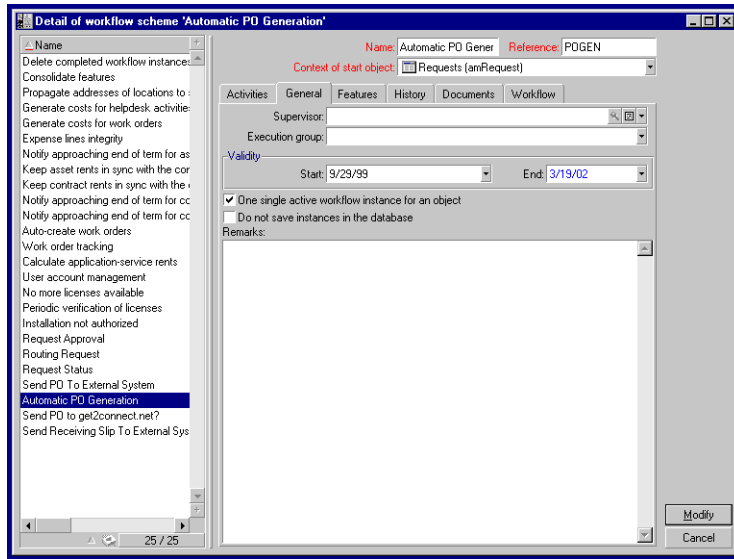 Detail of workflow scheme 'Automatic PO Generation'
Name
Delete completed workflow instances
Consolidate features
Propagate addresses of locations to
Generate costs for helpdesk activitie
Generate costs for work orders
Expense lines integrity
Notify approaching end of term for as
Keep asset rents in sync with the cor
Keep contract rents in sync with the
Notify approaching end of term for cc
Notify approaching end of term for cc
Auto-create work orders
Work order tracking
Calculate application-service rents
User account management
No more licenses available
Periodic verification of licenses
Installation not authorized
Request Approval
Routing Request
Request Status
Send PO To External System
Automatic PO Generation
Send PO to get2connect.net?
Send Receiving Slip To External Sys
25 / 25
Name: Automatic PO Gener Reference: POGEN
Context of start object: Requests (amRequest)
Activities General Features History Documents Workflow
Supervisor:
Execution group:
Validity
Start: 9/29/99 End: 3/19/02
One single active workflow instance for an object
Do not save instances in the database
Remarks:
Modify
Cancel